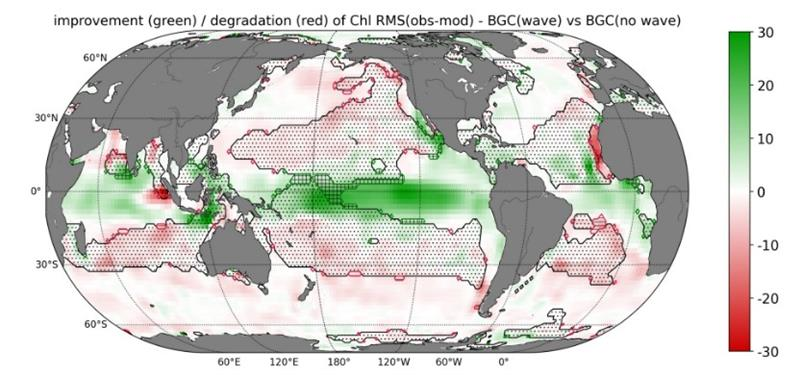 improvement (green) / degradation (red) of Chl RMS(obs-mod) - BGC(wave) vs BGC(no wave)
60°N
30°N
0°
30°S
60°S
60°E 120°E 180° 120°W 60°W 0°
30
20
10
0
-10
-20
-30